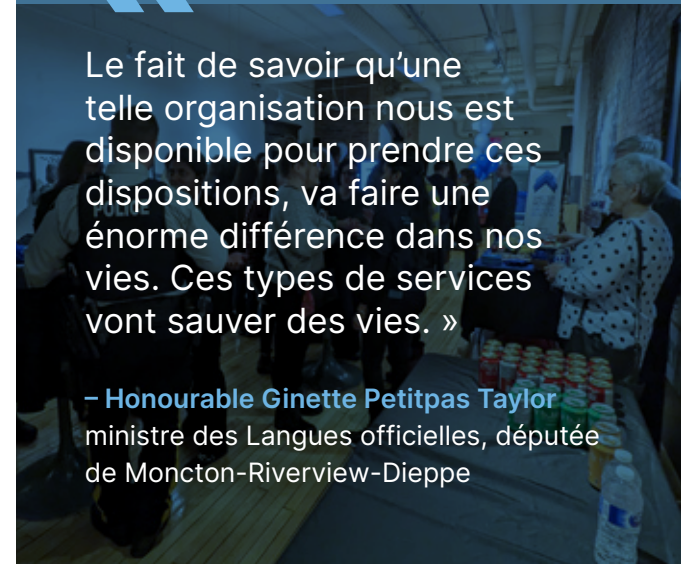 Le fait de savoir qu’une
telle organisation nous est
disponible pour prendre ces
dispositions, va faire une
énorme différence dans nos
vies. Ces types de services
vont sauver des vies. »
– Honourable Ginette Petitpas Taylor
ministre des Langues officielles, députée
de Moncton-Riverview-Dieppe
POLICE